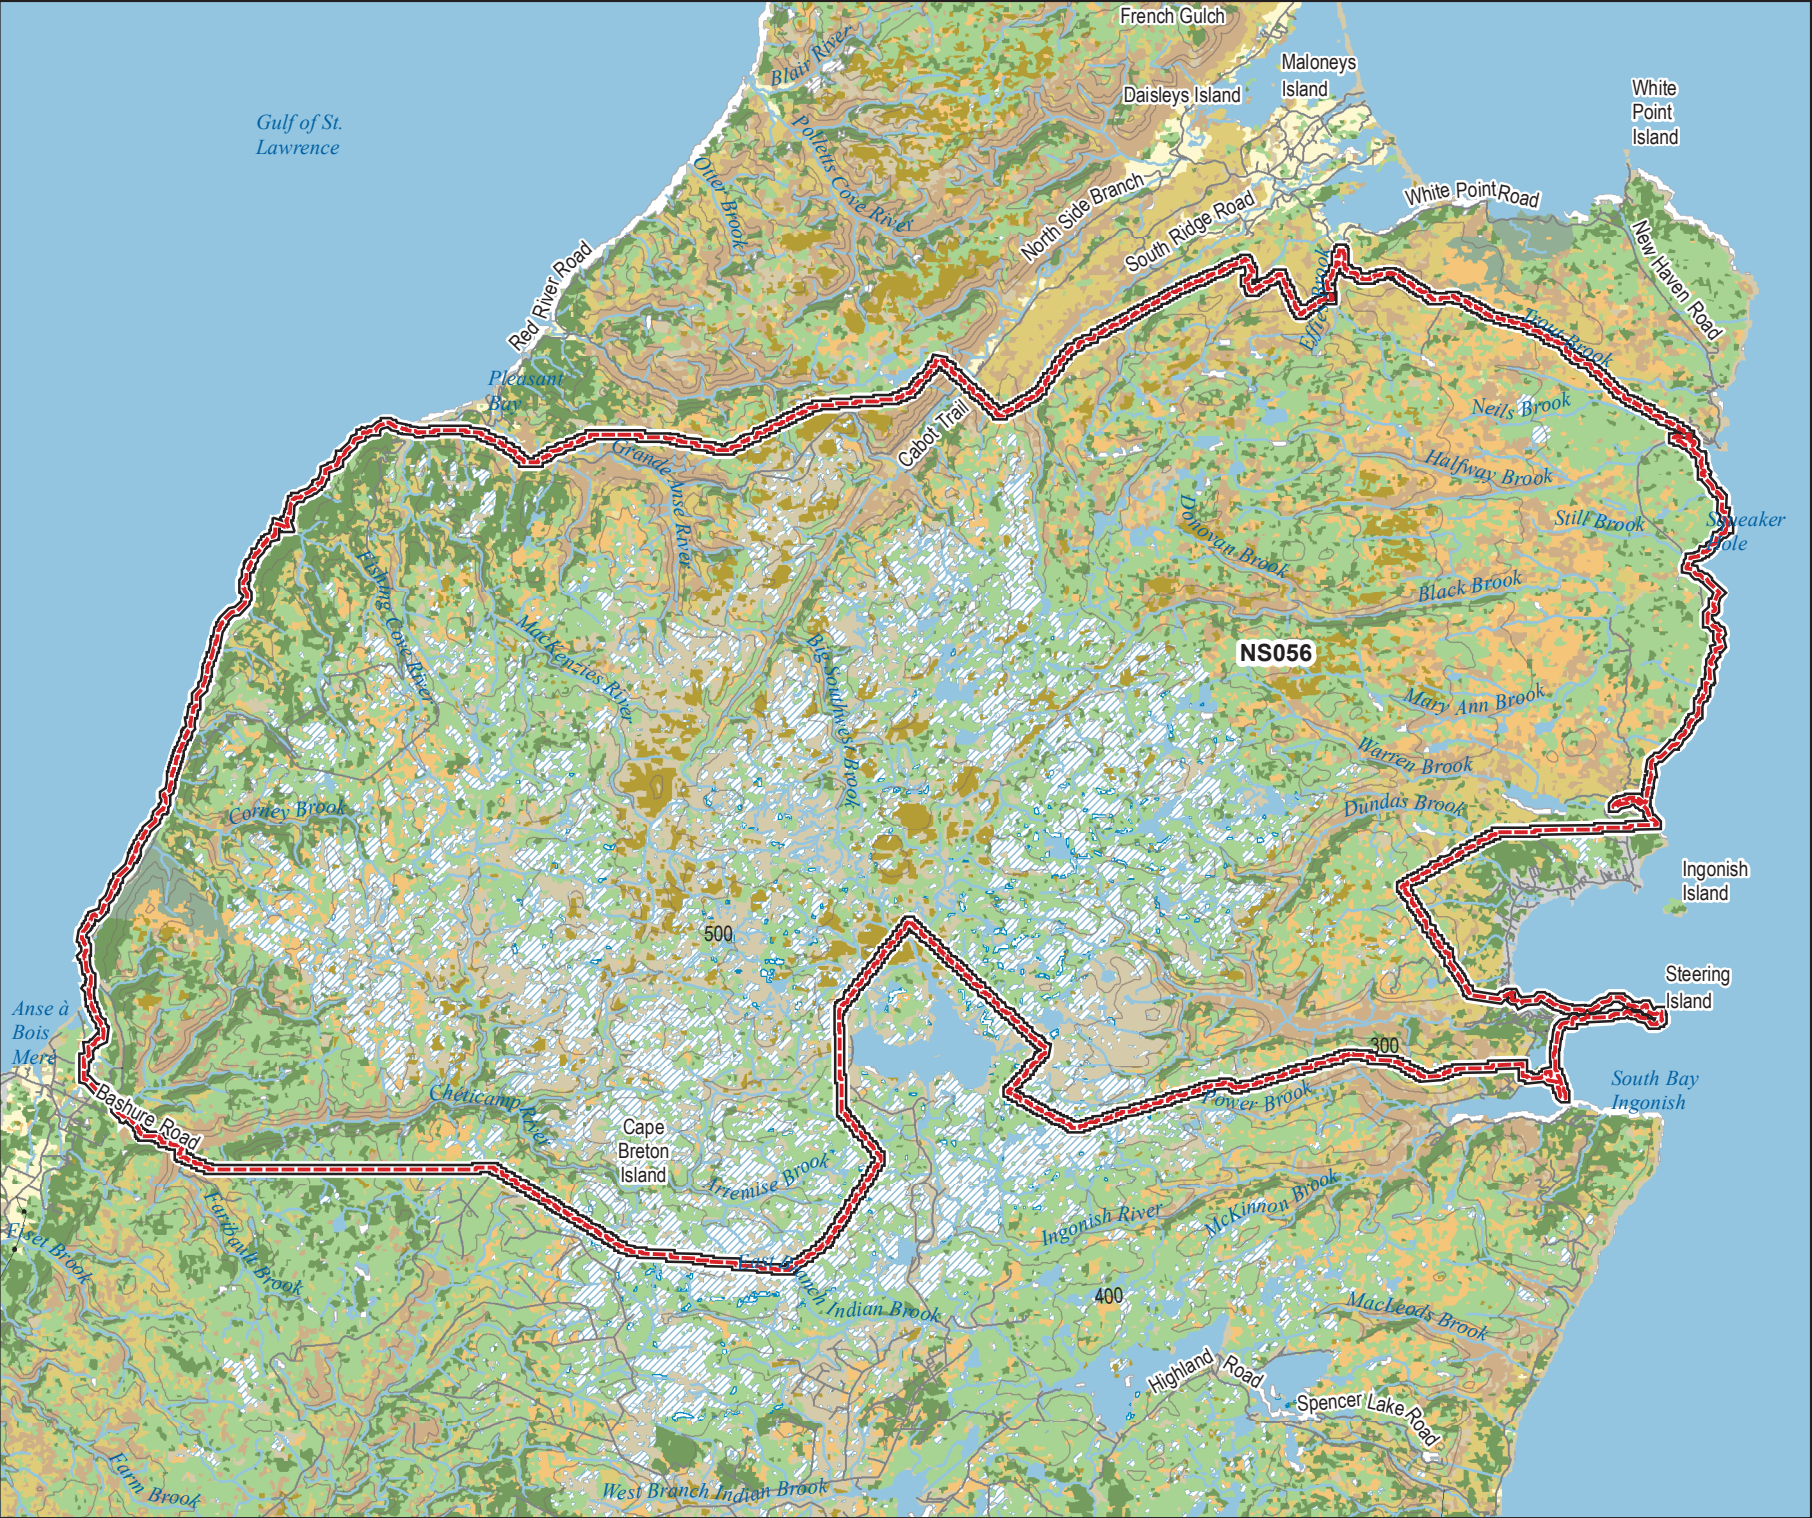 French Gulch
Blair River
Maloneys
Island
Daisleys Island
White
Point
Island
Gulf of St.
Lawrence
Polletts Cove River
Otter Brook
North Side Branch
South Ridge Road
White Point Road
New Haven Road
Red River Road
Effie Brook
Trout Brook
Pleasant
Bay
Cabot Trail
Neils Brook
Grande Anse River
Halfway Brook
Donovan Brook
Still Brook
Squeaker
Hole
Fishing Cove River
Black Brook
MacKenzies River
Big Southwest Brook
NS056
Mary Ann Brook
Warren Brook
Corney Brook
Dundas Brook
Ingonish
Island
500
Steering
Island
Anse à
Bois
Mere
300
Bashure Road
Chéticamp River
Power Brook
South Bay
Ingonish
Cape
Breton
Island
Artemise Brook
Ingonish River
McKinnon Brook
Faribault Brook
Fiset Brook
East Branch Indian Brook
400
MacLeods Brook
Highland Road
Spencer Lake Road
Farm Brook
West Branch Indian Brook